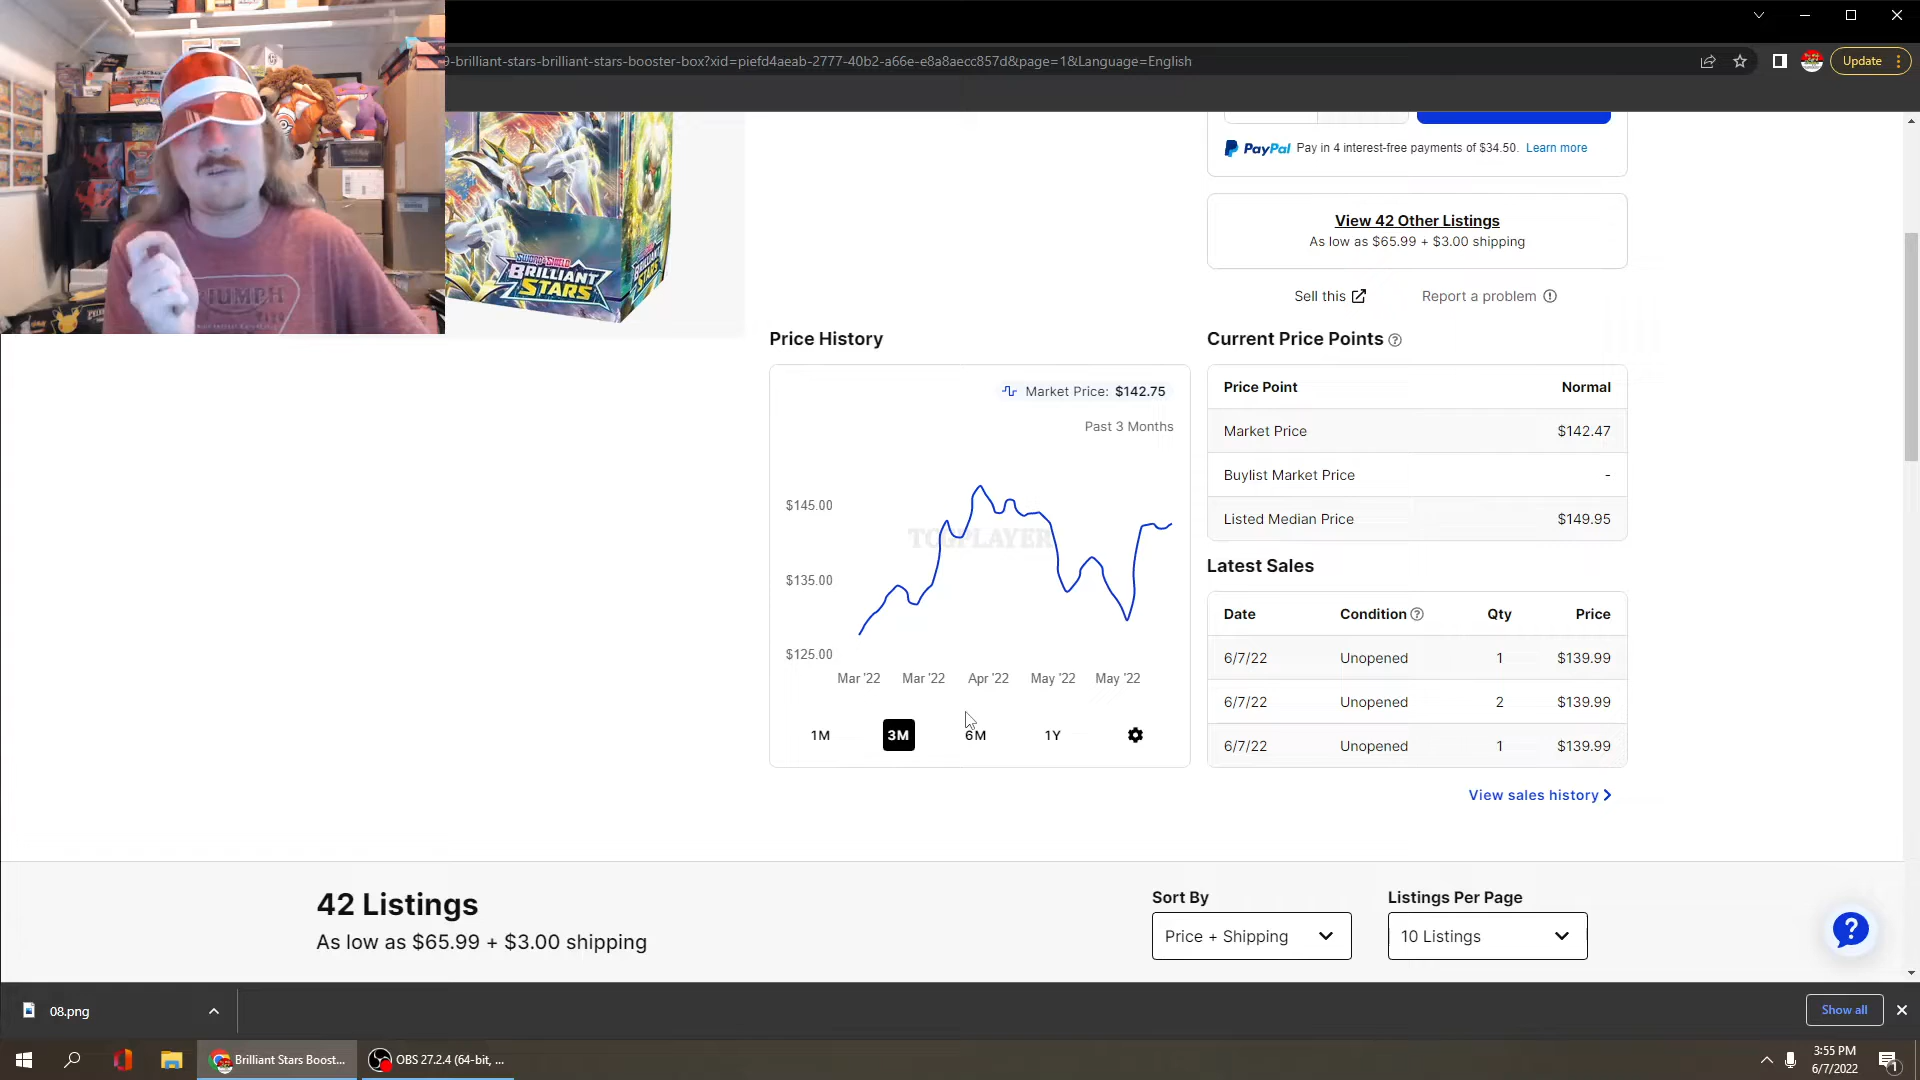 9-brilliant-stars-brilliant-stars-booster-box?xid=piefd4aeab-2777-40b2-a66e-e8a8aecc857d&page=1&Language=English
Update
PayPal Pay in 4 interest-free payments of $34.50. Learn more
View 42 Other Listings
As low as $65.99 + $3.00 shipping
BRILLIANT STARS
Sell this
Report a problem
Price History
Market Price: $142.75
Past 3 Months
$145.00
$135.00
$125.00
TCGPLAYER
Mar '22 Mar '22 Apr '22 May '22 May '22
1M 3M 6M 1Y
Current Price Points
Price Point Normal
Market Price $142.47
Buylist Market Price -
Listed Median Price $149.95
Latest Sales
Date Condition Qty Price
6/7/22 Unopened 1 $139.99
6/7/22 Unopened 2 $139.99
6/7/22 Unopened 1 $139.99
View sales history
42 Listings
As low as $65.99 + $3.00 shipping
Sort By
Price + Shipping
Listings Per Page
10 Listings
08.png
Show all
Brilliant Stars Boost...
OBS 27.2.4 (64-bit, ...
3:55 PM
6/7/2022
1